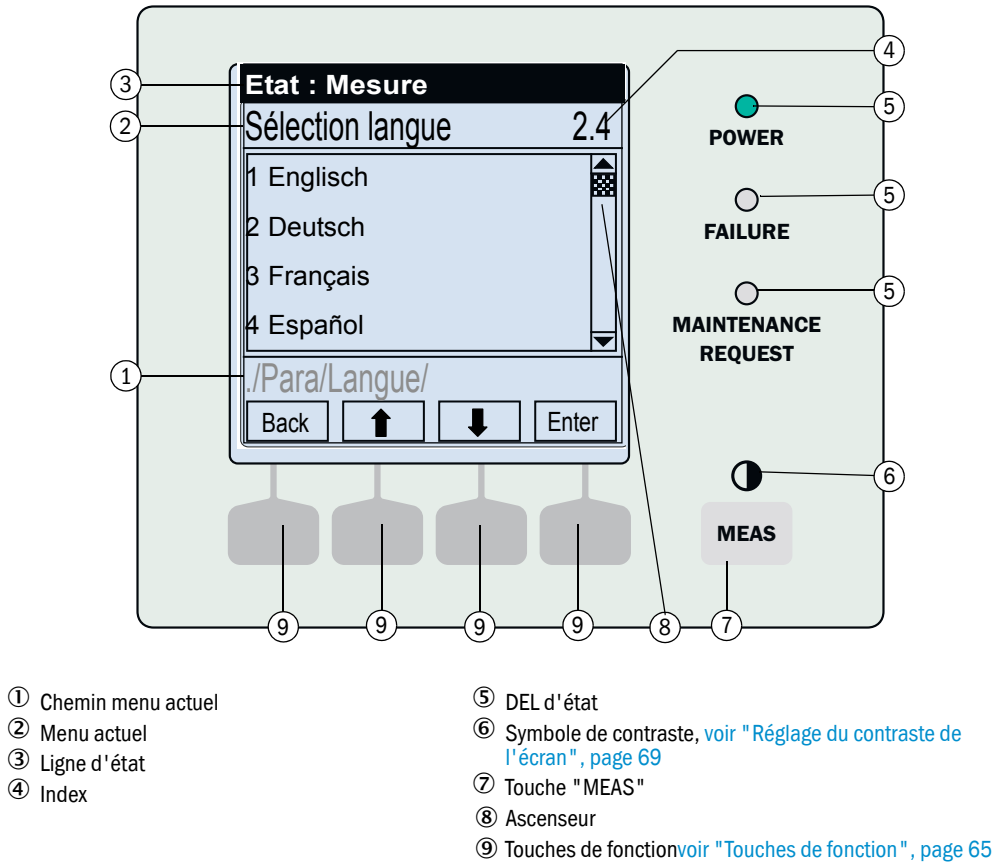 Etat : Mesure
Sélection langue 2.4
1 Englisch
2 Deutsch
3 Français
4 Español
./Para/Langue/
Back Enter
POWER
FAILURE
MAINTENANCE
REQUEST
MEAS
3
2
1
4
5
5
5
6
9
9
9
9
8
7
① Chemin menu actuel
② Menu actuel
③ Ligne d'état
④ Index
⑤ DEL d'état
⑥ Symbole de contraste, voir "Réglage du contraste de
l'écran", page 69
⑦ Touche "MEAS"
⑧ Ascenseur
⑨ Touches de fonctionvoir "Touches de fonction", page 65